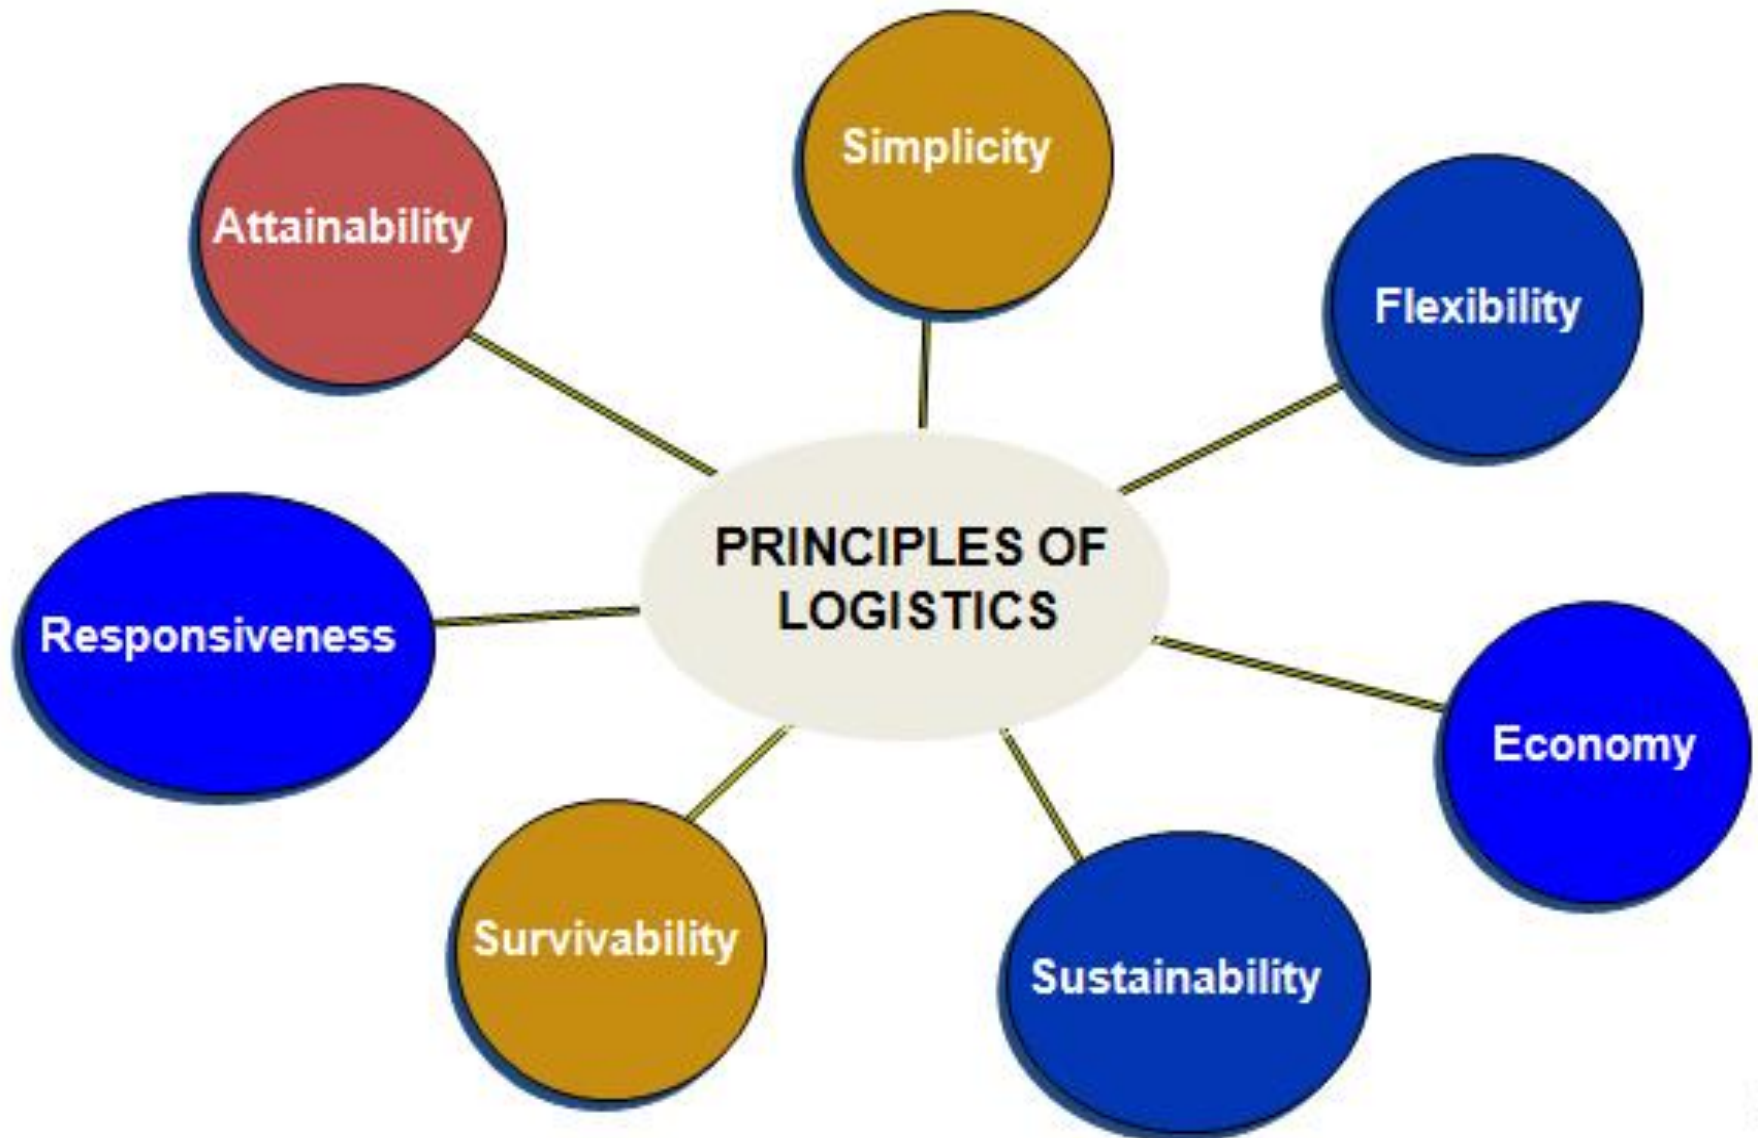 Simplicity
Attainability
Flexibility
PRINCIPLES OF
LOGISTICS
Responsiveness
Economy
Survivability
Sustainability